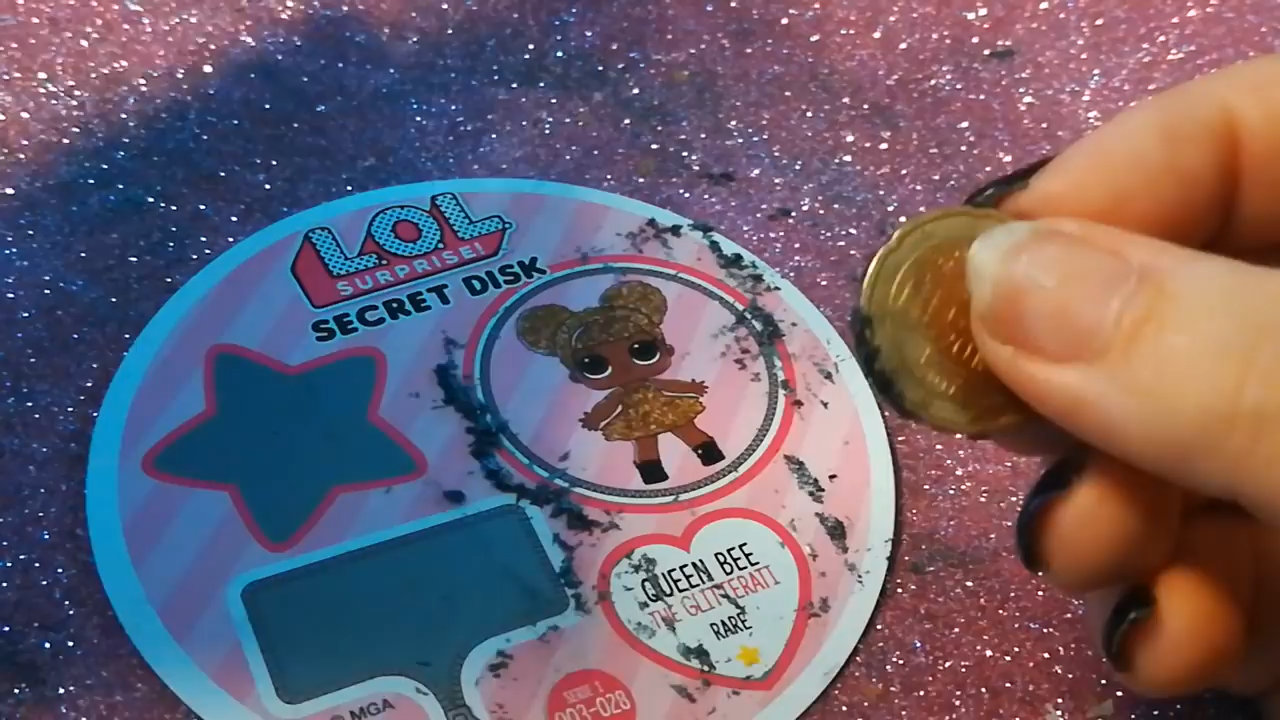 L.O.L.
SURPRISE!
SECRET DISK
QUEEN BEE
THE GLITTERATI
RARE
SERIE 1
003-028
© MGA